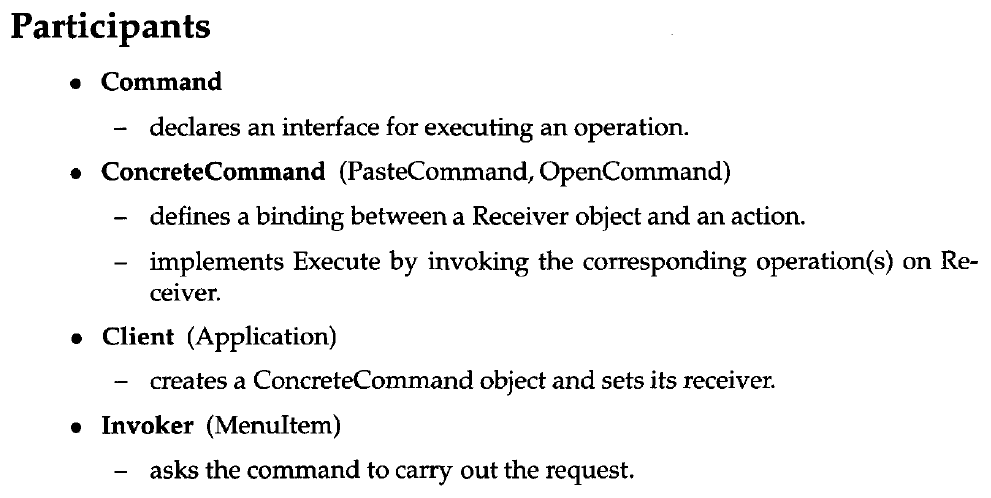 Participants
• Command
– declares an interface for executing an operation.
• ConcreteCommand (PasteCommand, OpenCommand)
– defines a binding between a Receiver object and an action.
– implements Execute by invoking the corresponding operation(s) on Re-
ceiver.
• Client (Application)
– creates a ConcreteCommand object and sets its receiver.
• Invoker (MenuItem)
– asks the command to carry out the request.